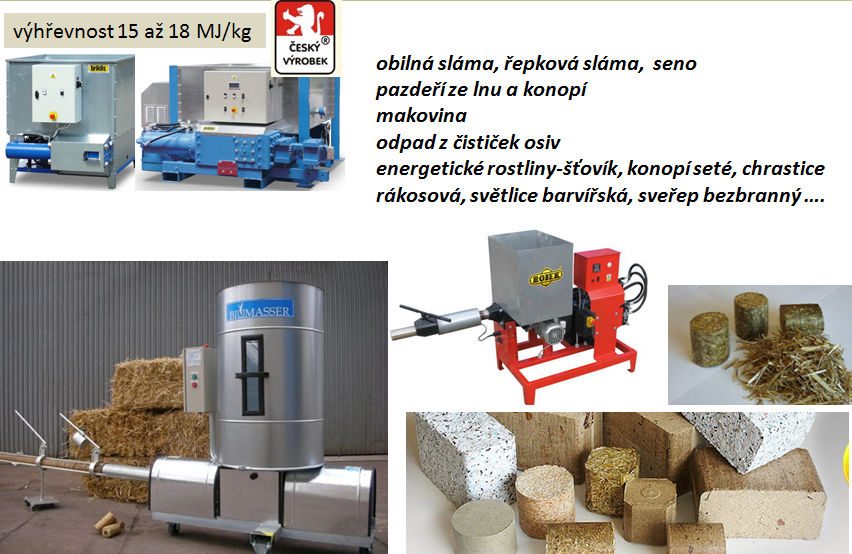 výhřevnost 15 až 18 MJ/kg
ČESKÝ
VÝROBEK
®
briklis
obilná sláma, řepková sláma, seno
pazdeří ze lnu a konopí
makovina
odpad z čističek osiv
energetické rostliny-šťovík, konopí seté, chrastice
rákosová, světlice barvířská, sveřep bezbranný ....
BIOMASSER